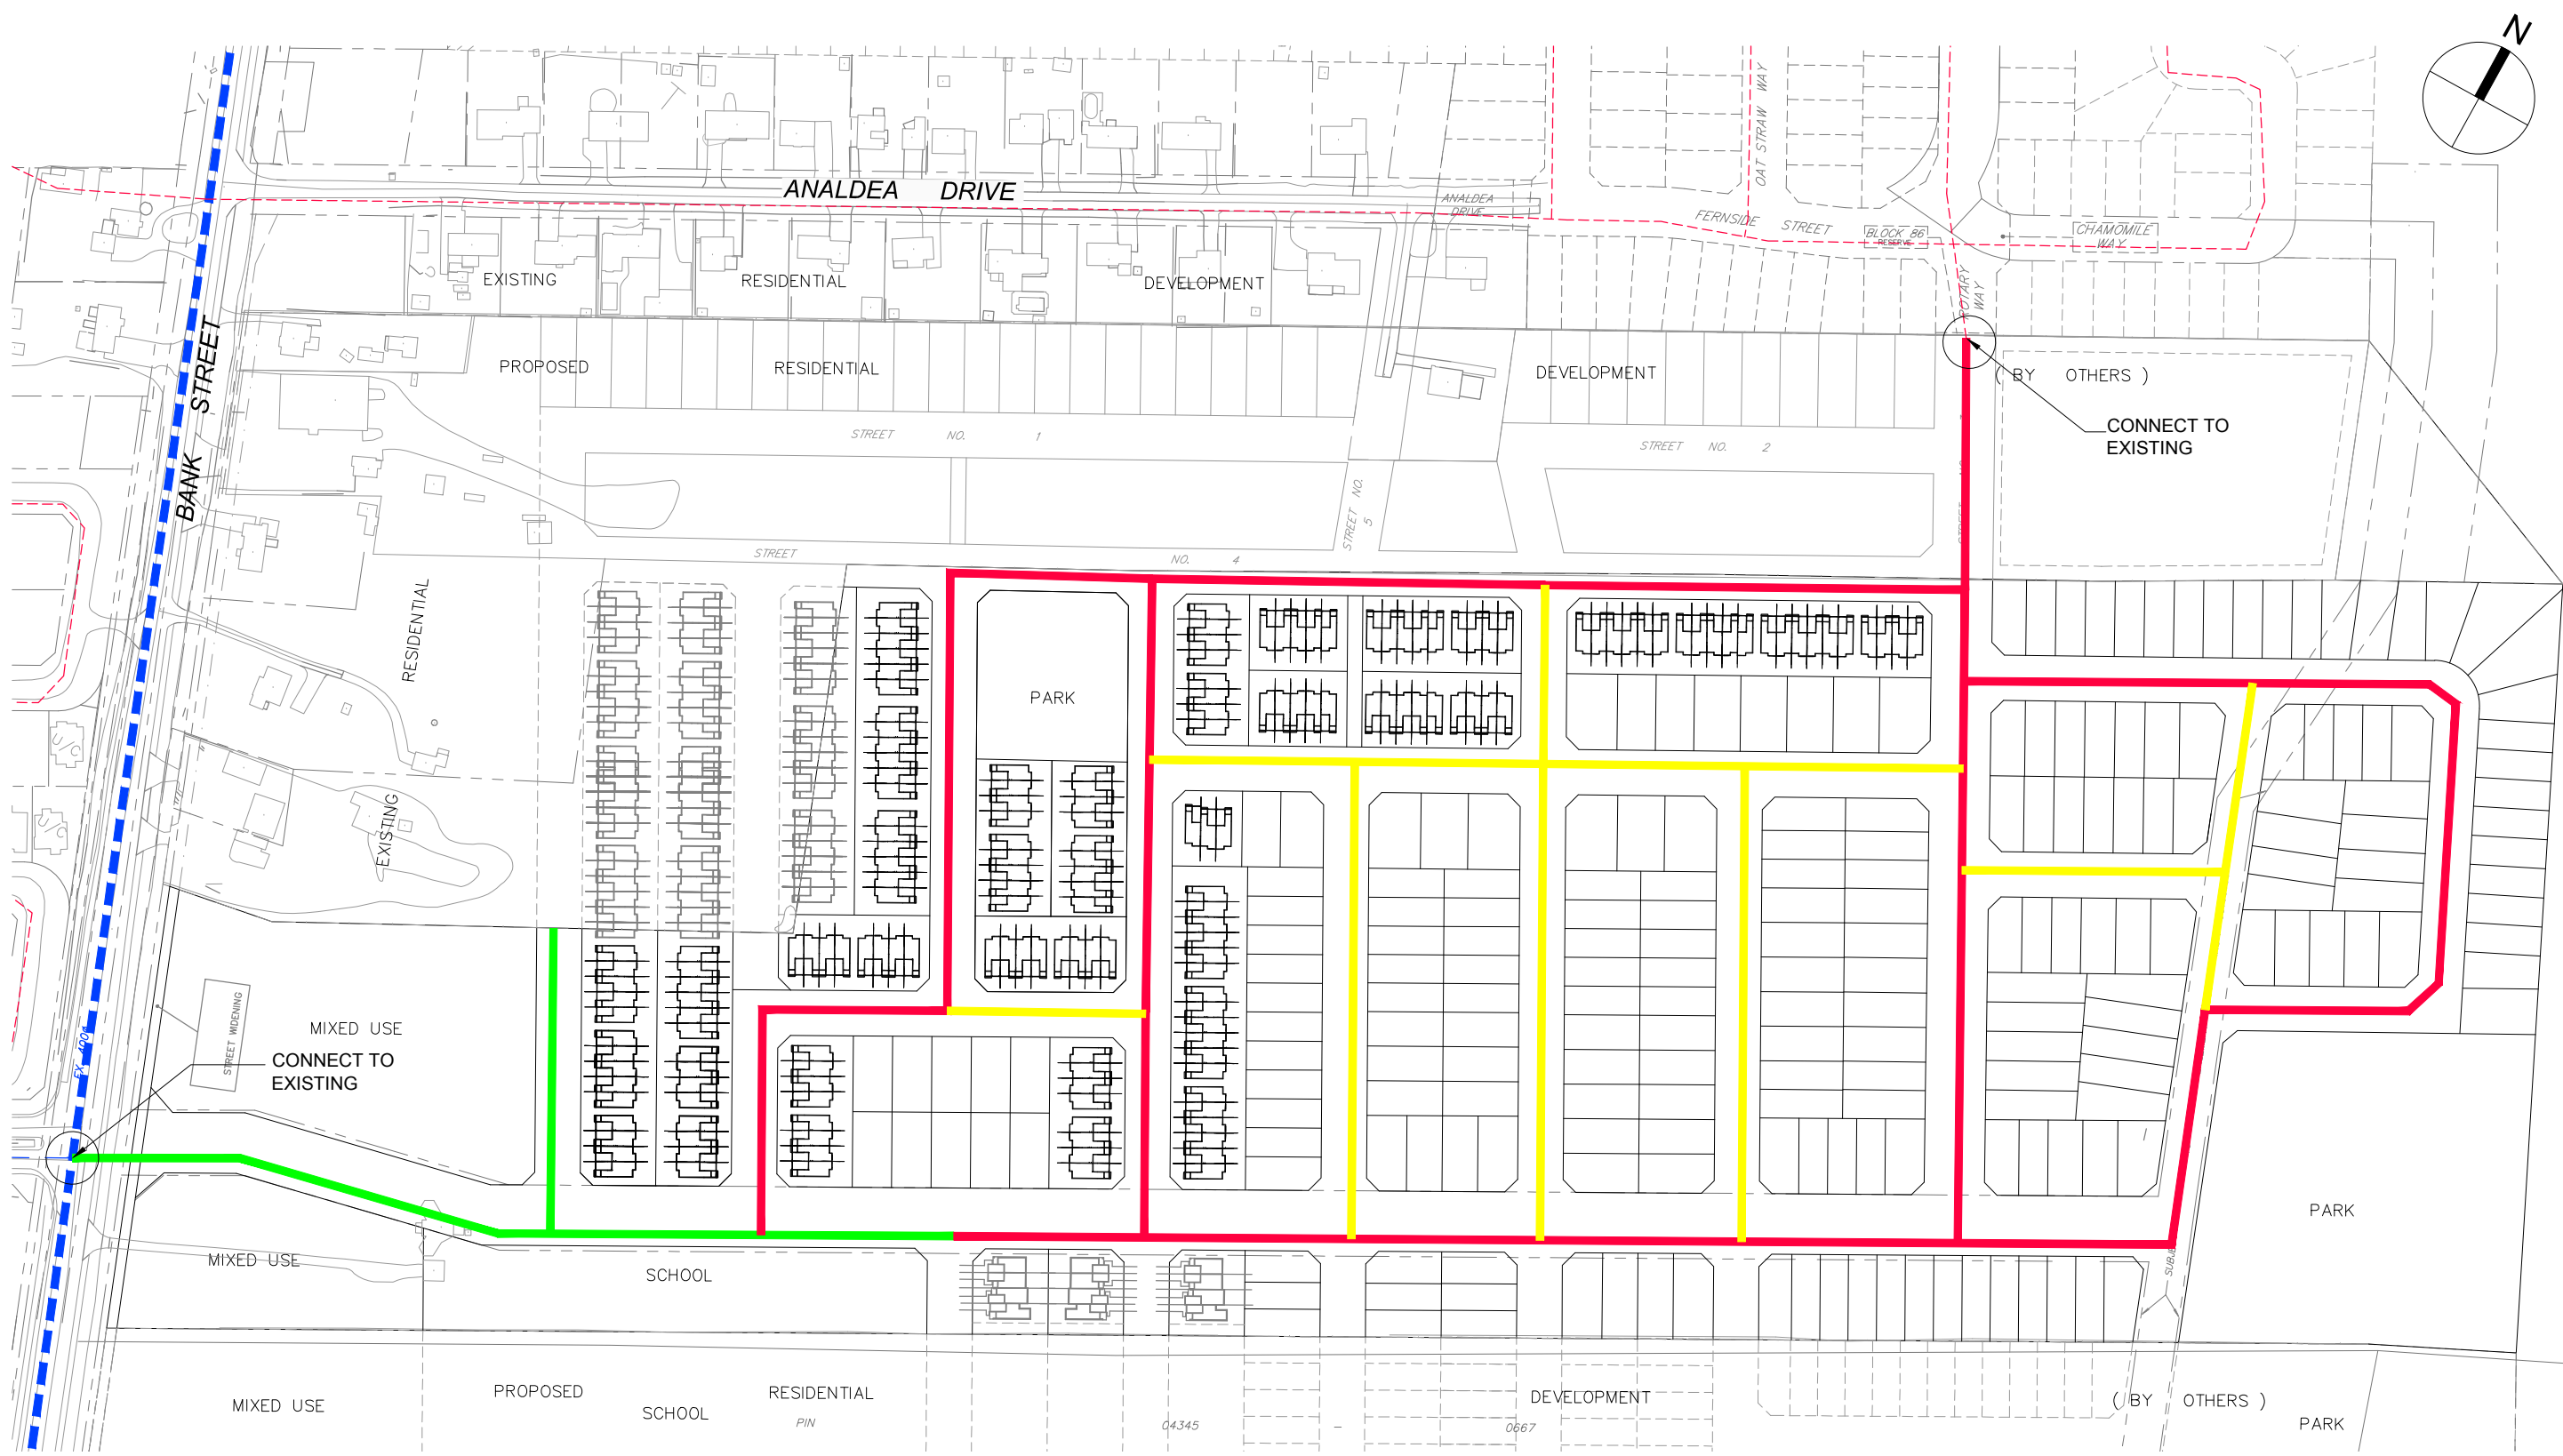 N
OAT STRAW WAY
ANALDEA DRIVE
ANALDEA
DRIVE
FERNSIDE STREET
BLOCK 86
RESERVE
CHAMOMILE
WAY
ROTARY
WAY
EXISTING RESIDENTIAL DEVELOPMENT
BANK STREET
PROPOSED RESIDENTIAL DEVELOPMENT ( BY OTHERS )
CONNECT TO
EXISTING
STREET NO. 1
STREET NO. 2
STREET NO.
5
STREET NO. 4
RESIDENTIAL
EXISTING
PARK
U/C
U/C
MIXED USE
STREET WIDENING
CONNECT TO
EXISTING
PARK
MIXED USE
SCHOOL
MIXED USE
PROPOSED RESIDENTIAL DEVELOPMENT ( BY OTHERS )
SCHOOL
PIN 04345 - 0667
PARK